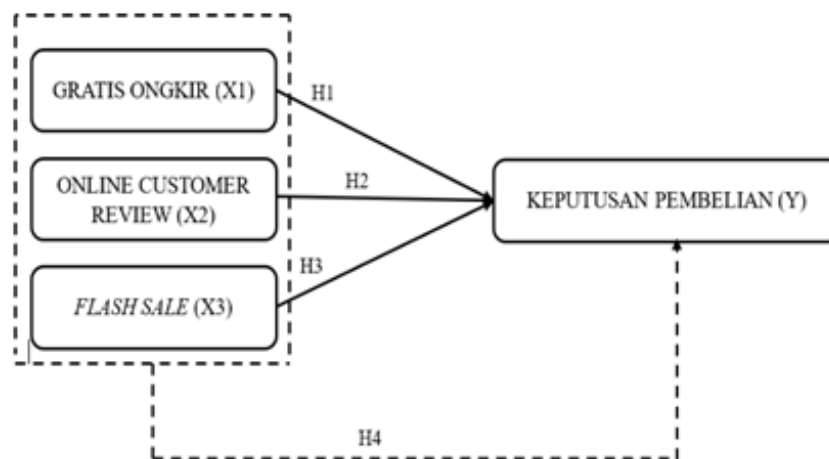 GRATIS ONGKIR (X1)
H1
ONLINE CUSTOMER
REVIEW (X2)
H2
KEPUTUSAN PEMBELIAN (Y)
FLASH SALE (X3)
H3
H4